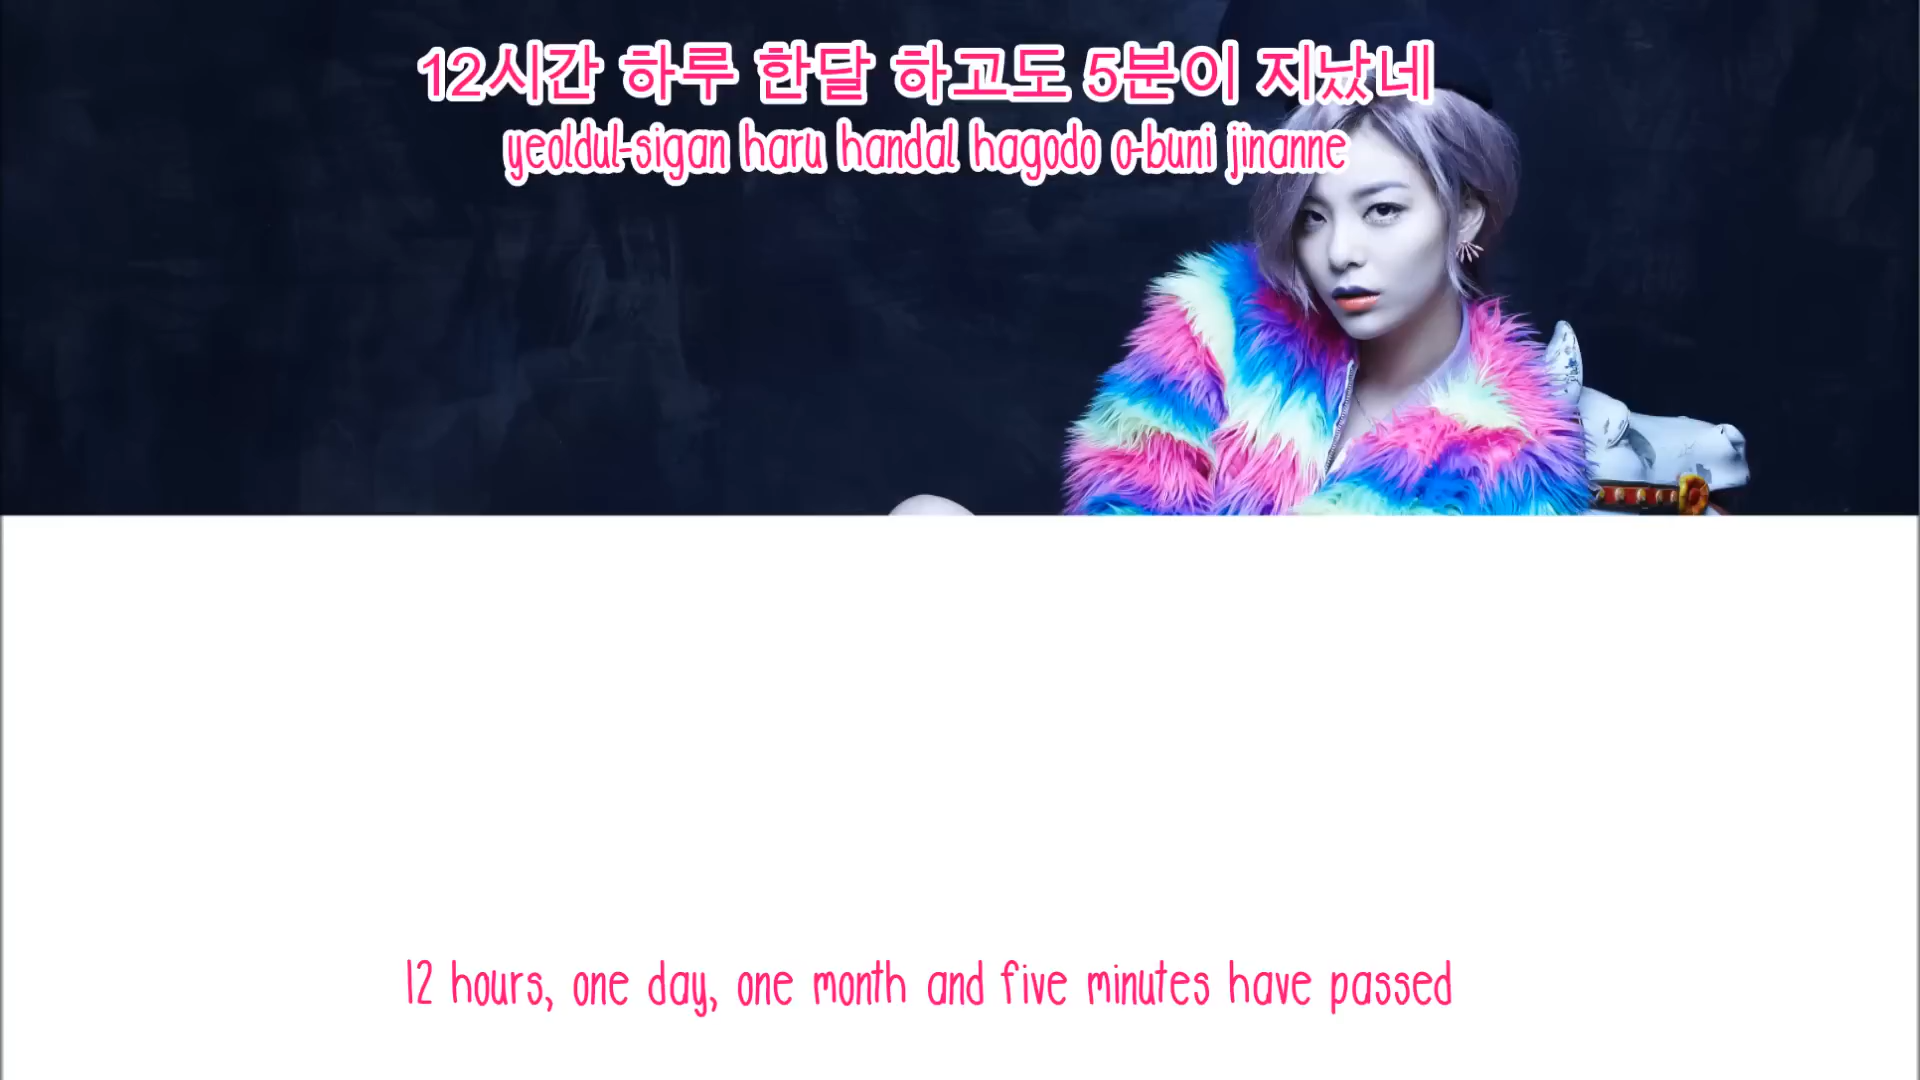 12시간 하루 한달 하고도 5분이 지났네
yeoldul-sigan haru handal hagodo o-buni jinanne
12 hours, one day, one month and five minutes have passed